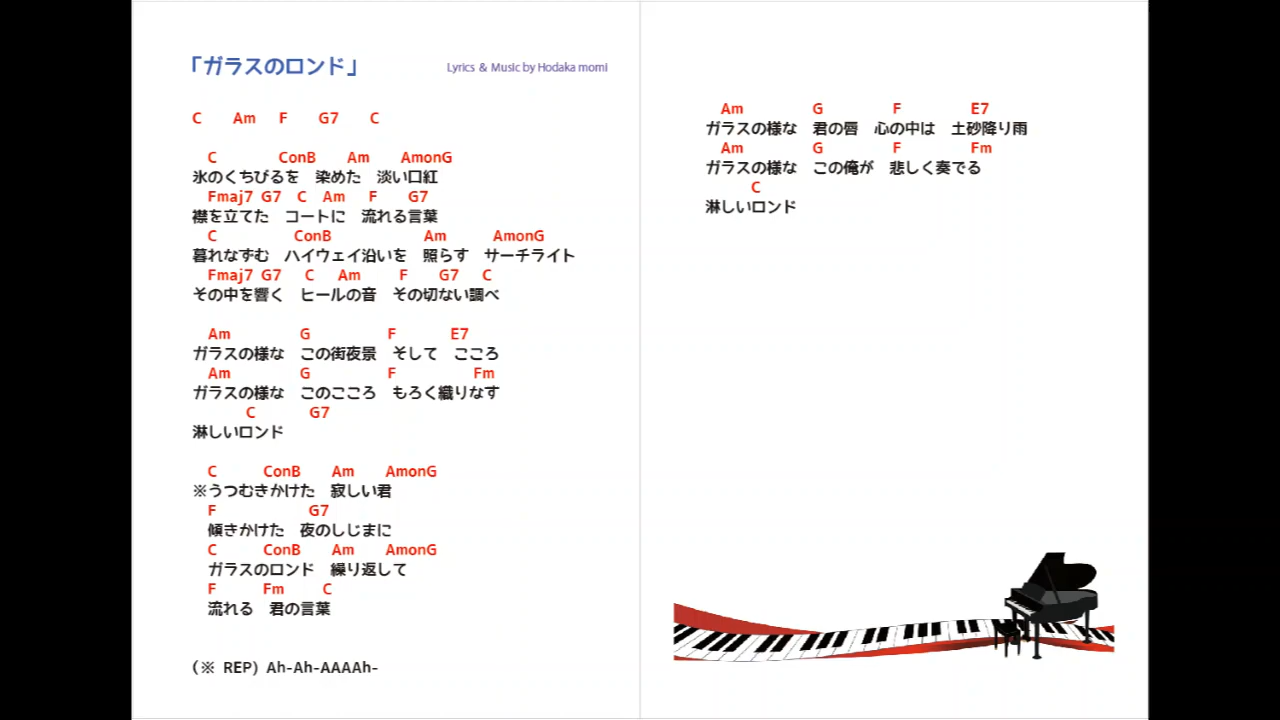 「ガラスのロンド」 Lyrics & Music by Hodaka momi
C Am F G7 C
C ConB Am AmonG
氷のくちびるを 染めた 淡い口紅
Fmaj7 G7 C Am F G7
襟を立てた コートに 流れる言葉
C ConB Am AmonG
暮れなずむ ハイウェイ沿いを 照らす サーチライト
Fmaj7 G7 C Am F G7 C
その中を響く ヒールの音 その切ない調べ
Am G F E7
ガラスの様な この街夜景 そして こころ
Am G F Fm
ガラスの様な このこころ もろく織りなす
C G7
淋しいロンド
C ConB Am AmonG
※うつむきかけた 寂しい君
F G7
傾きかけた 夜のしじまに
C ConB Am AmonG
ガラスのロンド 繰り返して
F Fm C
流れる 君の言葉
(※ REP) Ah-Ah-AAAAh-
Am G F E7
ガラスの様な 君の唇 心の中は 土砂降り雨
Am G F Fm
ガラスの様な この俺が 悲しく奏でる
C
淋しいロンド